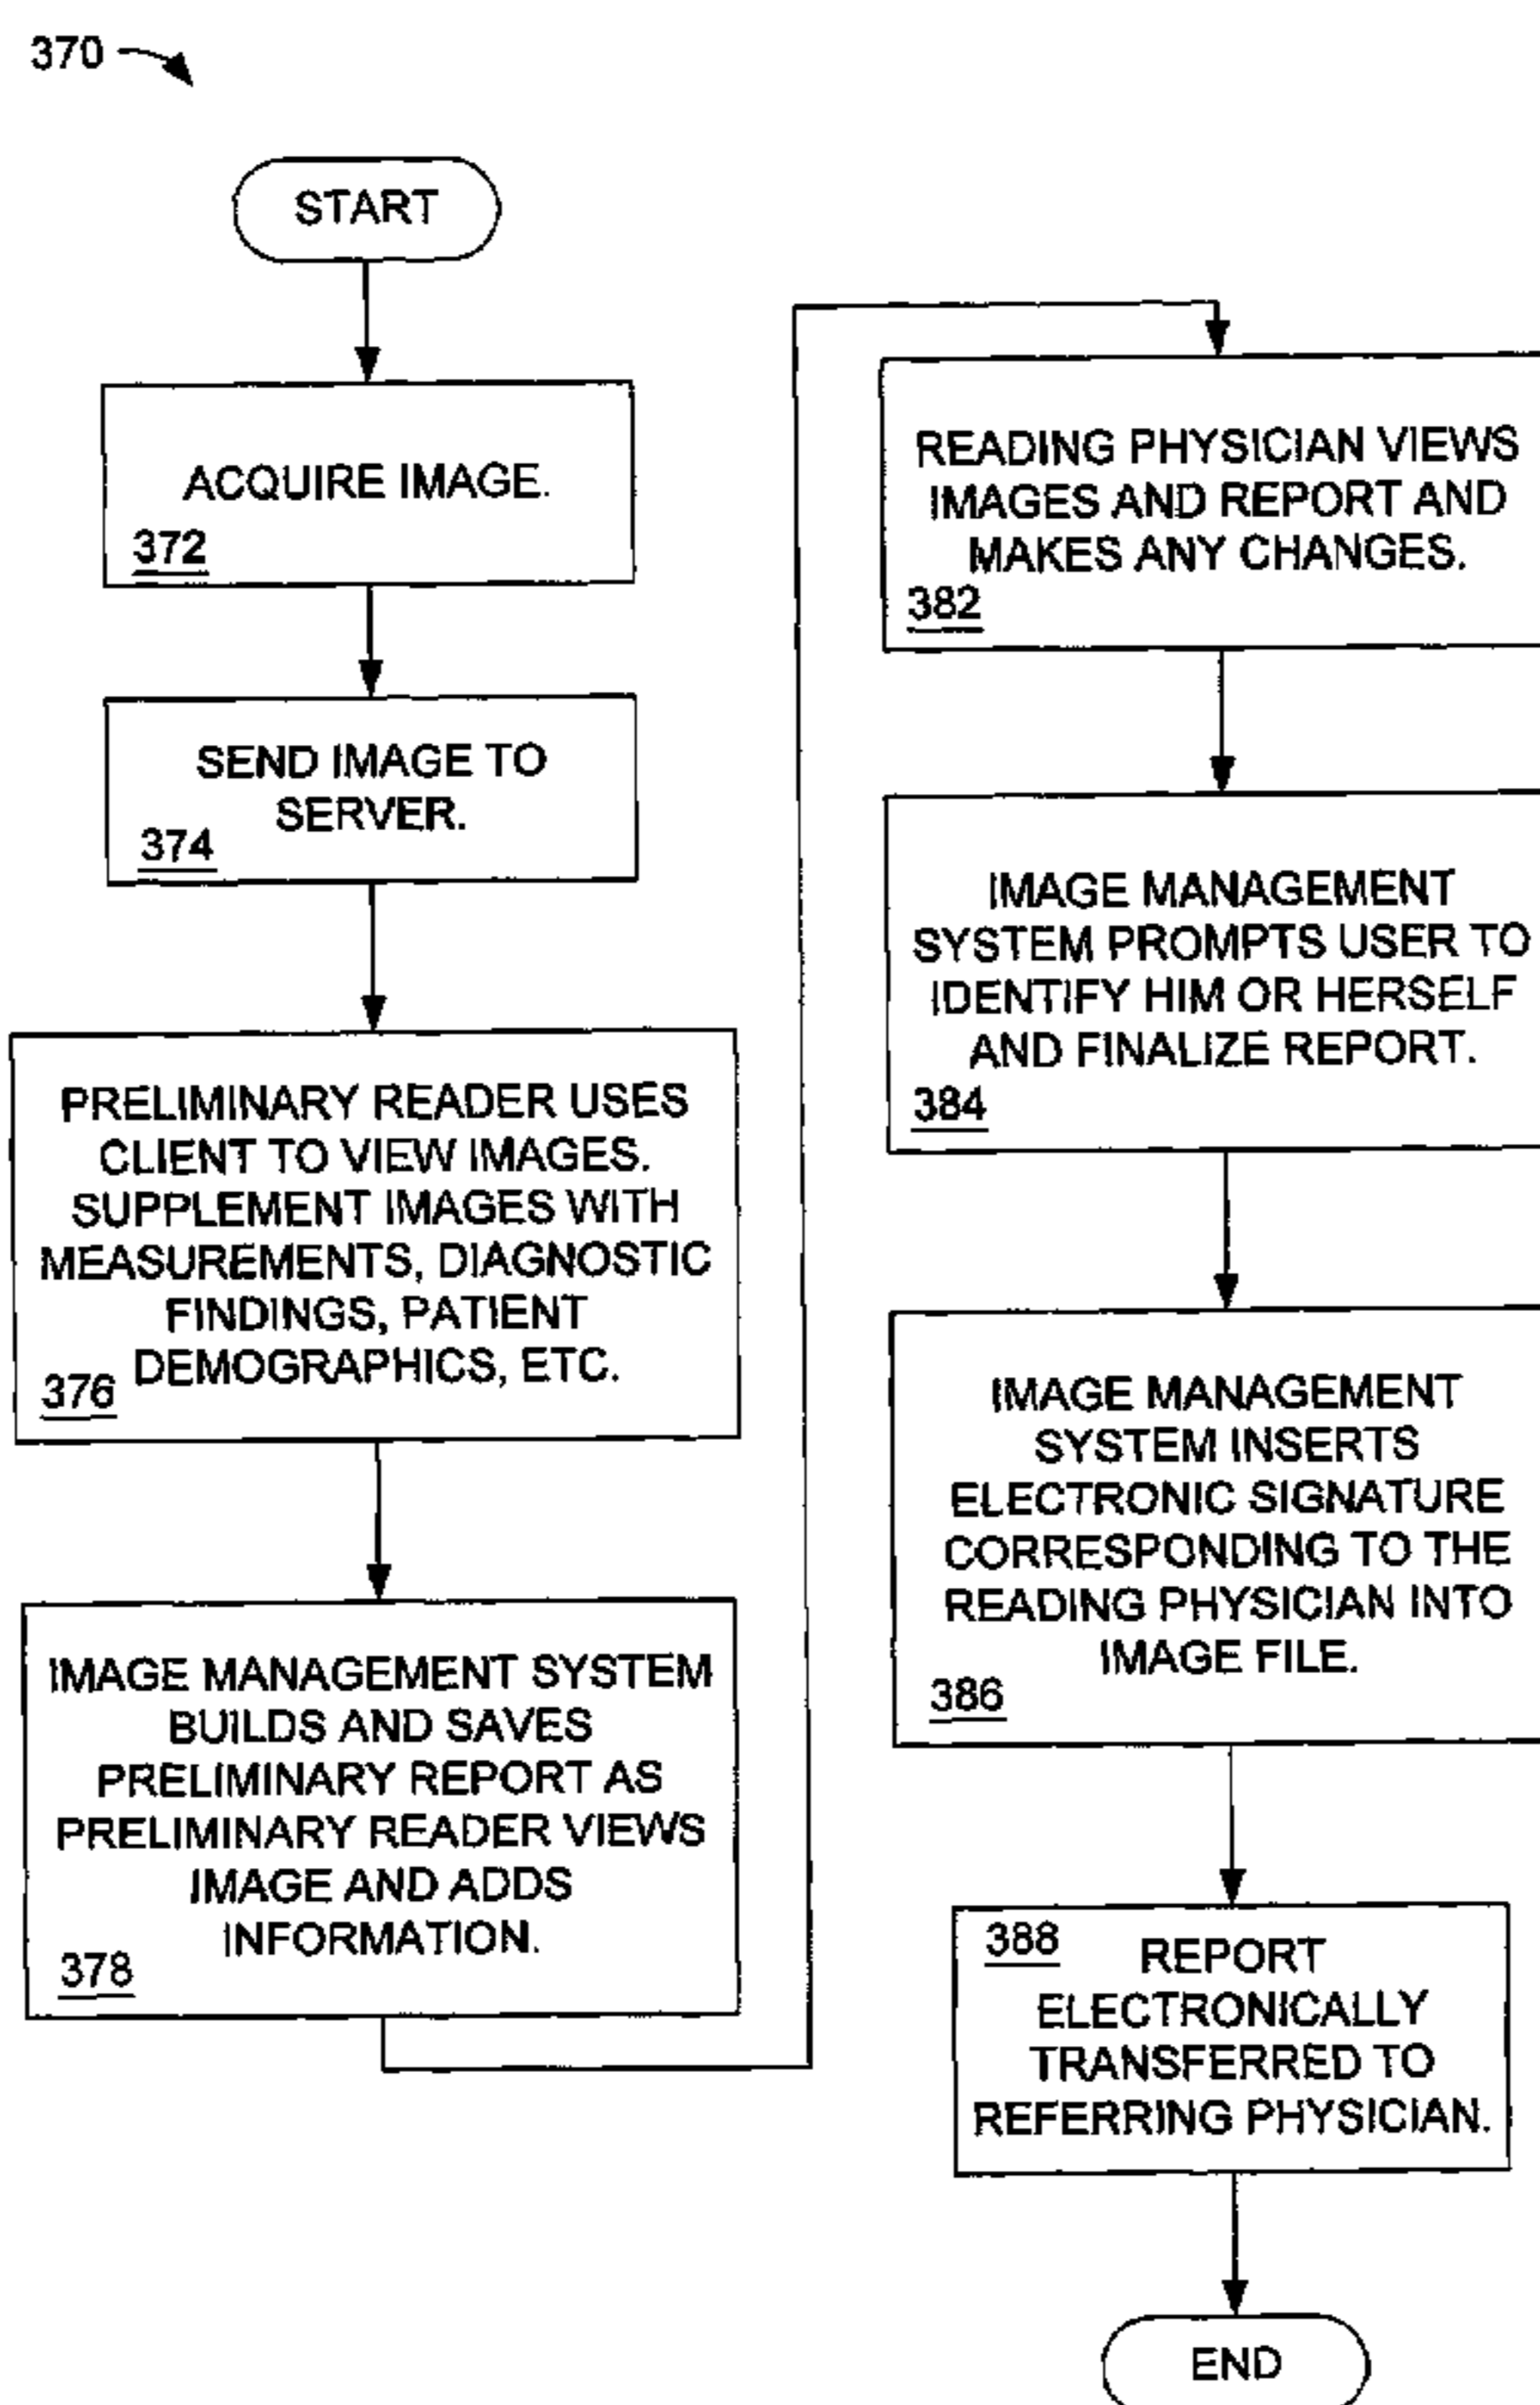 370
START
ACQUIRE IMAGE.
372
SEND IMAGE TO
SERVER.
374
PRELIMINARY READER USES
CLIENT TO VIEW IMAGES.
SUPPLEMENT IMAGES WITH
MEASUREMENTS, DIAGNOSTIC
FINDINGS, PATIENT
DEMOGRAPHICS, ETC.
376
IMAGE MANAGEMENT SYSTEM
BUILDS AND SAVES
PRELIMINARY REPORT AS
PRELIMINARY READER VIEWS
IMAGE AND ADDS
INFORMATION.
378
READING PHYSICIAN VIEWS
IMAGES AND REPORT AND
MAKES ANY CHANGES.
382
IMAGE MANAGEMENT
SYSTEM PROMPTS USER TO
IDENTIFY HIM OR HERSELF
AND FINALIZE REPORT.
384
IMAGE MANAGEMENT
SYSTEM INSERTS
ELECTRONIC SIGNATURE
CORRESPONDING TO THE
READING PHYSICIAN INTO
IMAGE FILE.
386
388
REPORT
ELECTRONICALLY
TRANSFERRED TO
REFERRING PHYSICIAN.
END